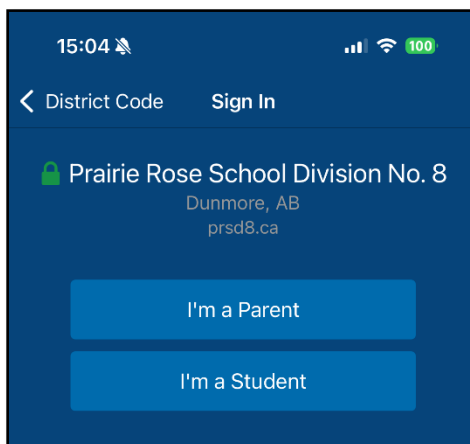 15:04 100
District Code Sign In
Prairie Rose School Division No. 8
Dunmore, AB
prsd8.ca
I'm a Parent
I'm a Student